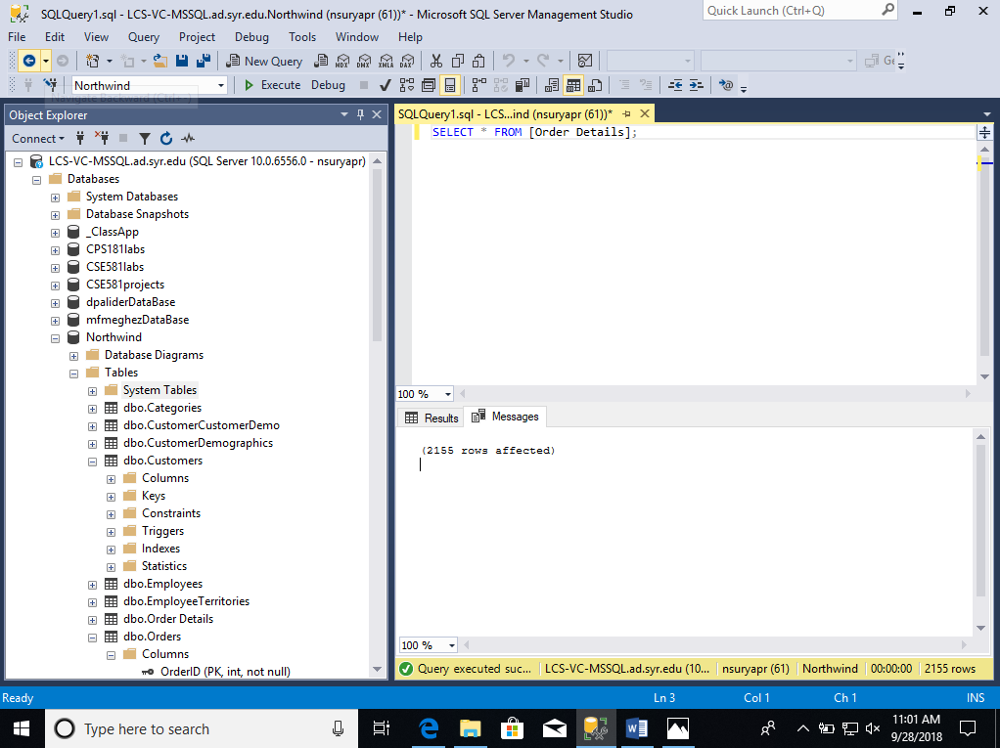 SQLQuery1.sql - LCS-VC-MSSQL.ad.syr.edu.Northwind (nsuryapr (61))* - Microsoft SQL Server Management Studio
Quick Launch (Ctrl+Q)
File Edit View Query Project Debug Tools Window Help
New Query MDX DMX XMLA DAX
Northwind Execute Debug
Navigate Backward (Ctrl+-)
Object Explorer
Connect
LCS-VC-MSSQL.ad.syr.edu (SQL Server 10.0.6556.0 - nsuryapr)
Databases
System Databases
Database Snapshots
_ClassApp
CPS181labs
CSE581labs
CSE581projects
dpaliderDataBase
mfmeghezDataBase
Northwind
Database Diagrams
Tables
System Tables
dbo.Categories
dbo.CustomerCustomerDemo
dbo.CustomerDemographics
dbo.Customers
Columns
Keys
Constraints
Triggers
Indexes
Statistics
dbo.Employees
dbo.EmployeeTerritories
dbo.Order Details
dbo.Orders
Columns
OrderID (PK, int, not null)
SQLQuery1.sql - LCS...ind (nsuryapr (61))*
SELECT * FROM [Order Details];
100 %
Results Messages
(2155 rows affected)
100 %
Query executed suc... LCS-VC-MSSQL.ad.syr.edu (10... nsuryapr (61) Northwind 00:00:00 2155 rows
Ready Ln 3 Col 1 Ch 1 INS
Type here to search
11:01 AM
9/28/2018